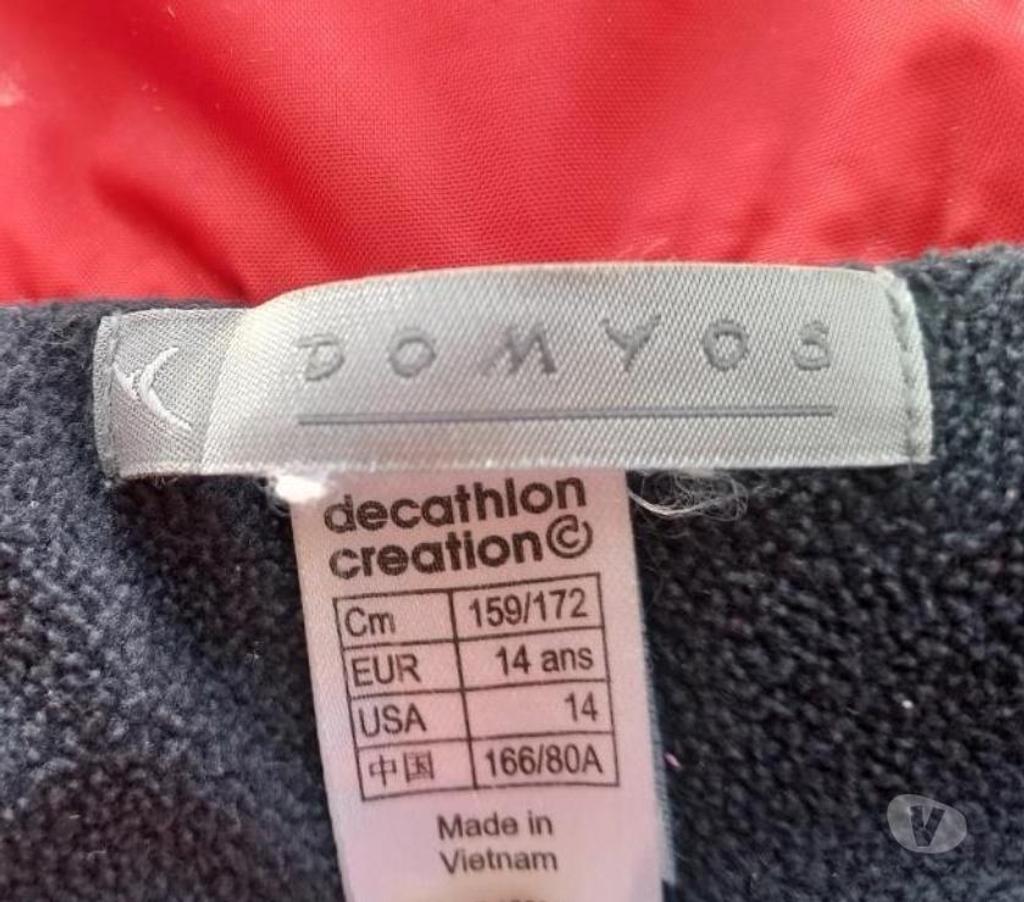 DOMYOS
decathlon
creation©
Cm 159/172
EUR 14 ans
USA 14
中国 166/80A
Made in
Vietnam
V